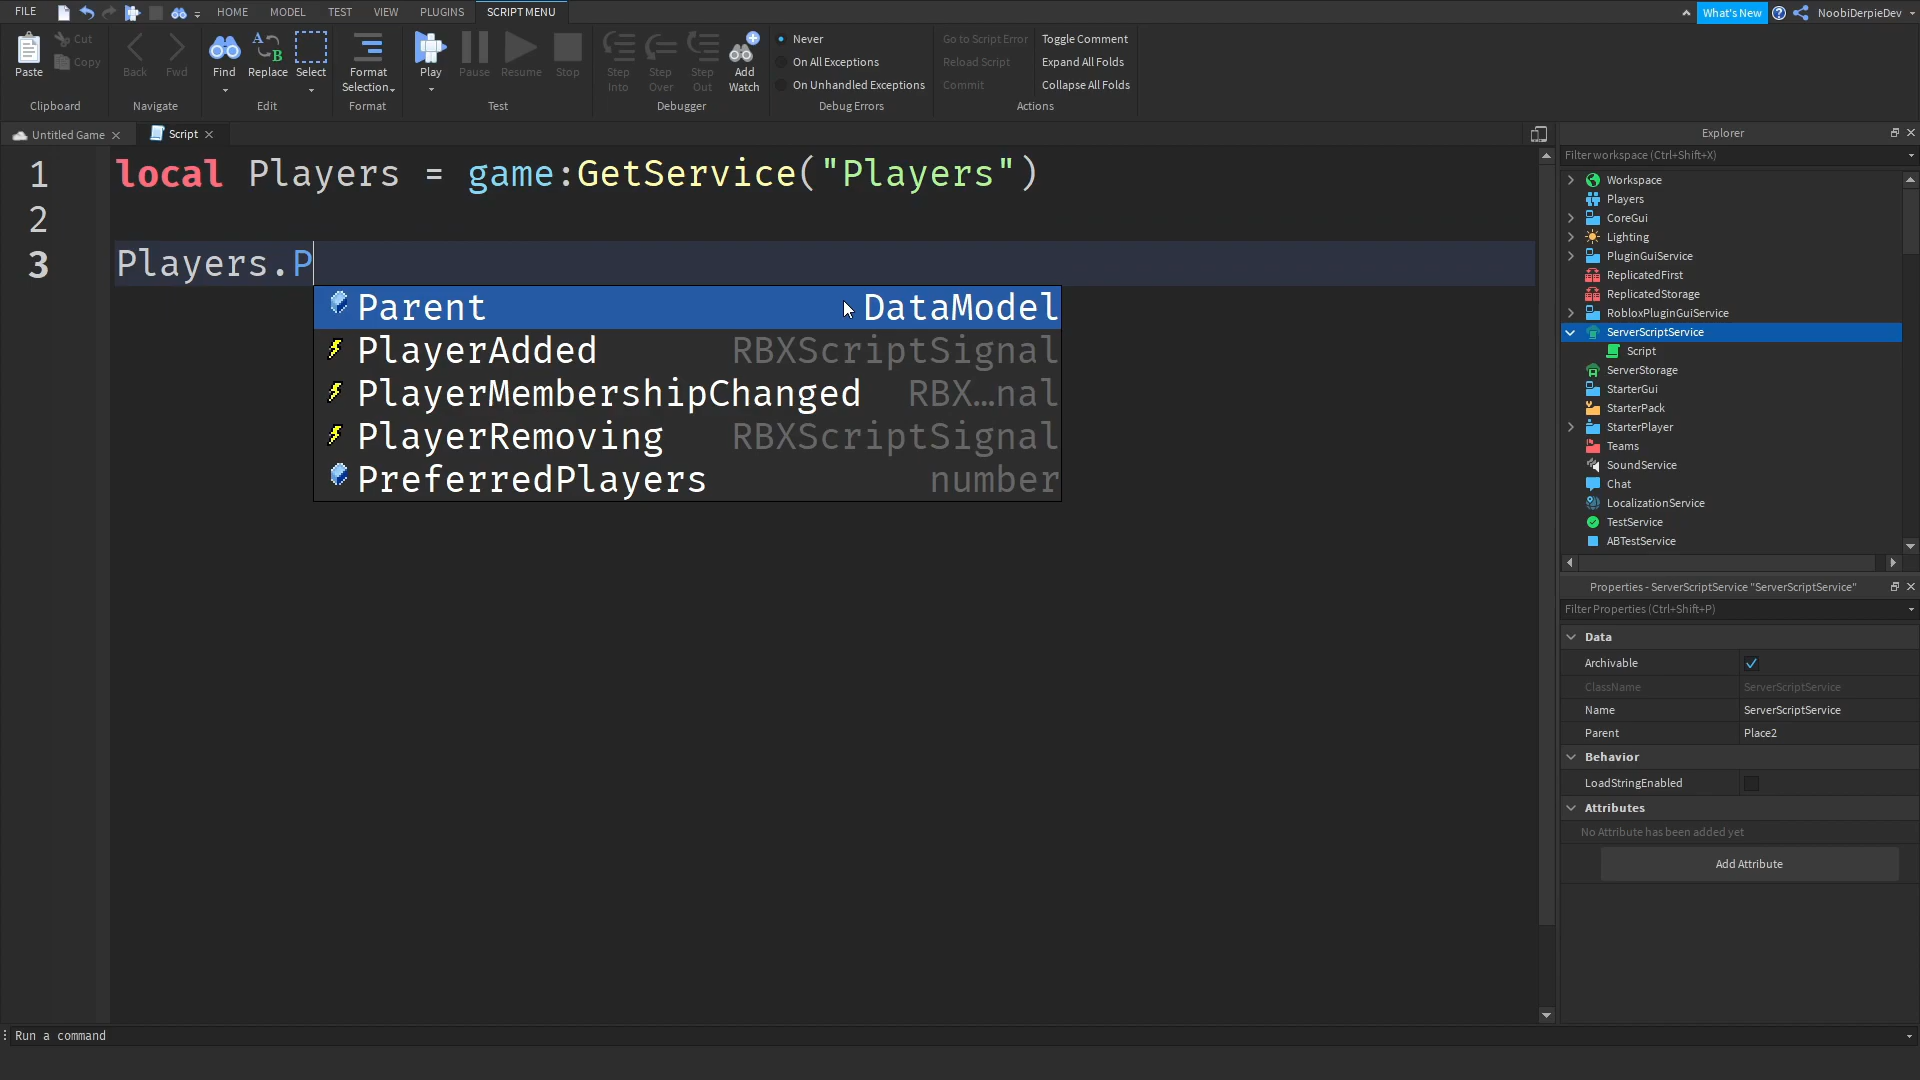 FILE HOME MODEL TEST VIEW PLUGINS SCRIPT MENU What's New NoobiDerpieDev
Paste Cut Copy Back Fwd Find Replace Select Format Selection Play Pause Resume Stop Step Into Step Over Step Out Add Watch
Never Go to Script Error Toggle Comment
On All Exceptions Reload Script Expand All Folds
On Unhandled Exceptions Commit Collapse All Folds
Clipboard Navigate Edit Format Test Debugger Debug Errors Actions
Untitled Game Script
1 local Players = game:GetService("Players")
2
3 Players.P
Parent DataModel
PlayerAdded RBXScriptSignal
PlayerMembershipChanged RBX...nal
PlayerRemoving RBXScriptSignal
PreferredPlayers number
Explorer
Filter workspace (Ctrl+Shift+X)
Workspace
Players
CoreGui
Lighting
PluginGuiService
ReplicatedFirst
ReplicatedStorage
RobloxPluginGuiService
ServerScriptService
Script
ServerStorage
StarterGui
StarterPack
StarterPlayer
Teams
SoundService
Chat
LocalizationService
TestService
ABTestService
Properties - ServerScriptService "ServerScriptService"
Filter Properties (Ctrl+Shift+P)
Data
Archivable
ClassName ServerScriptService
Name ServerScriptService
Parent Place2
Behavior
LoadStringEnabled
Attributes
No Attribute has been added yet
Add Attribute
Run a command